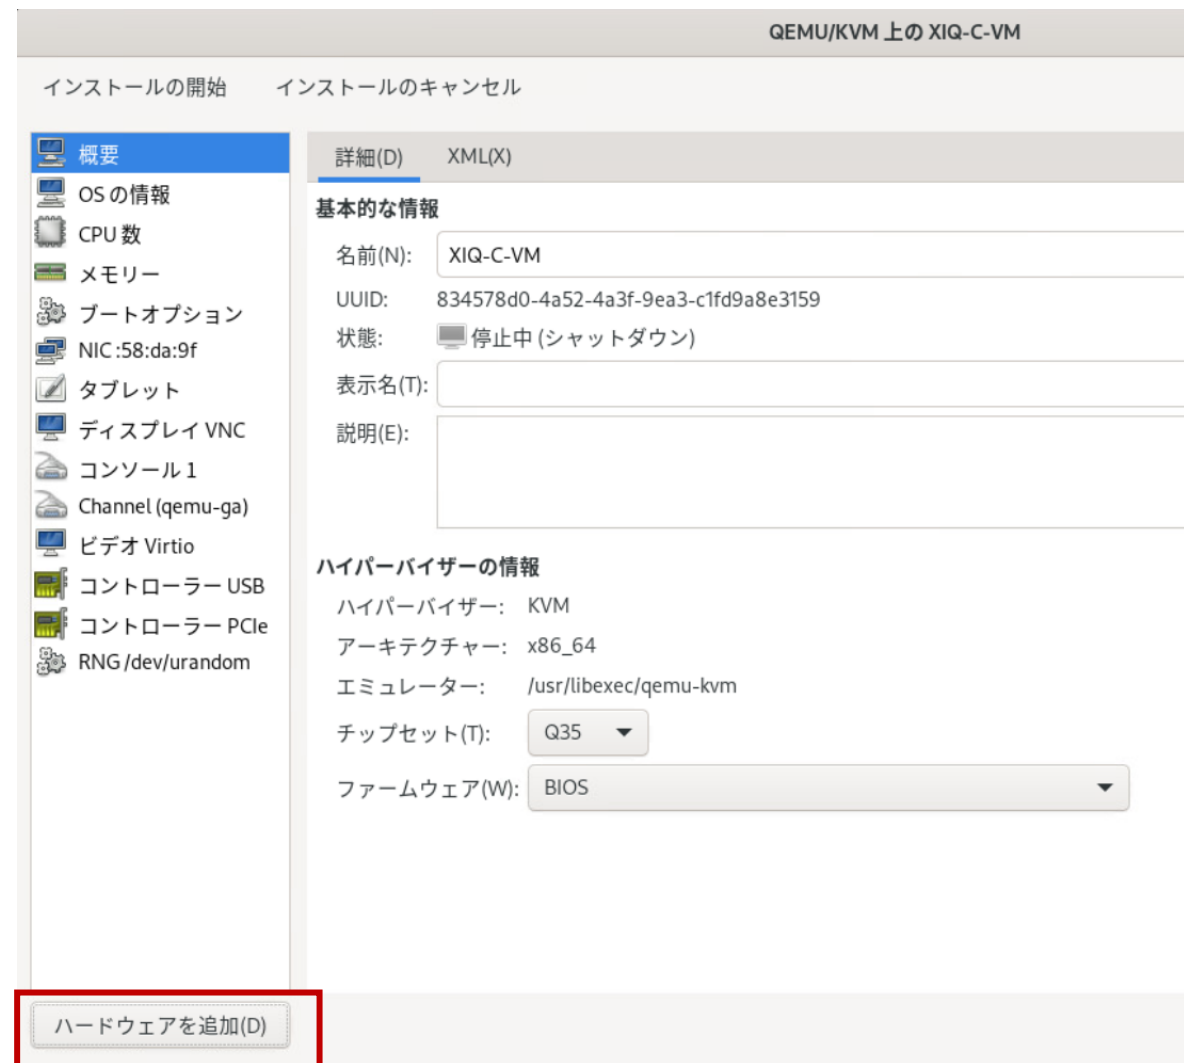 QEMU/KVM 上の XIQ-C-VM
インストールの開始 インストールのキャンセル
概要
OS の情報
CPU 数
メモリー
ブートオプション
NIC :58:da:9f
タブレット
ディスプレイ VNC
コンソール 1
Channel (qemu-ga)
ビデオ Virtio
コントローラー USB
コントローラー PCIe
RNG /dev/urandom
ハードウェアを追加(D)
詳細(D) XML(X)
基本的な情報
名前(N): XIQ-C-VM
UUID: 834578d0-4a52-4a3f-9ea3-c1fd9a8e3159
状態: 停止中 (シャットダウン)
表示名(T):
説明(E):
ハイパーバイザーの情報
ハイパーバイザー: KVM
アーキテクチャー: x86_64
エミュレーター: /usr/libexec/qemu-kvm
チップセット(T): Q35
ファームウェア(W): BIOS